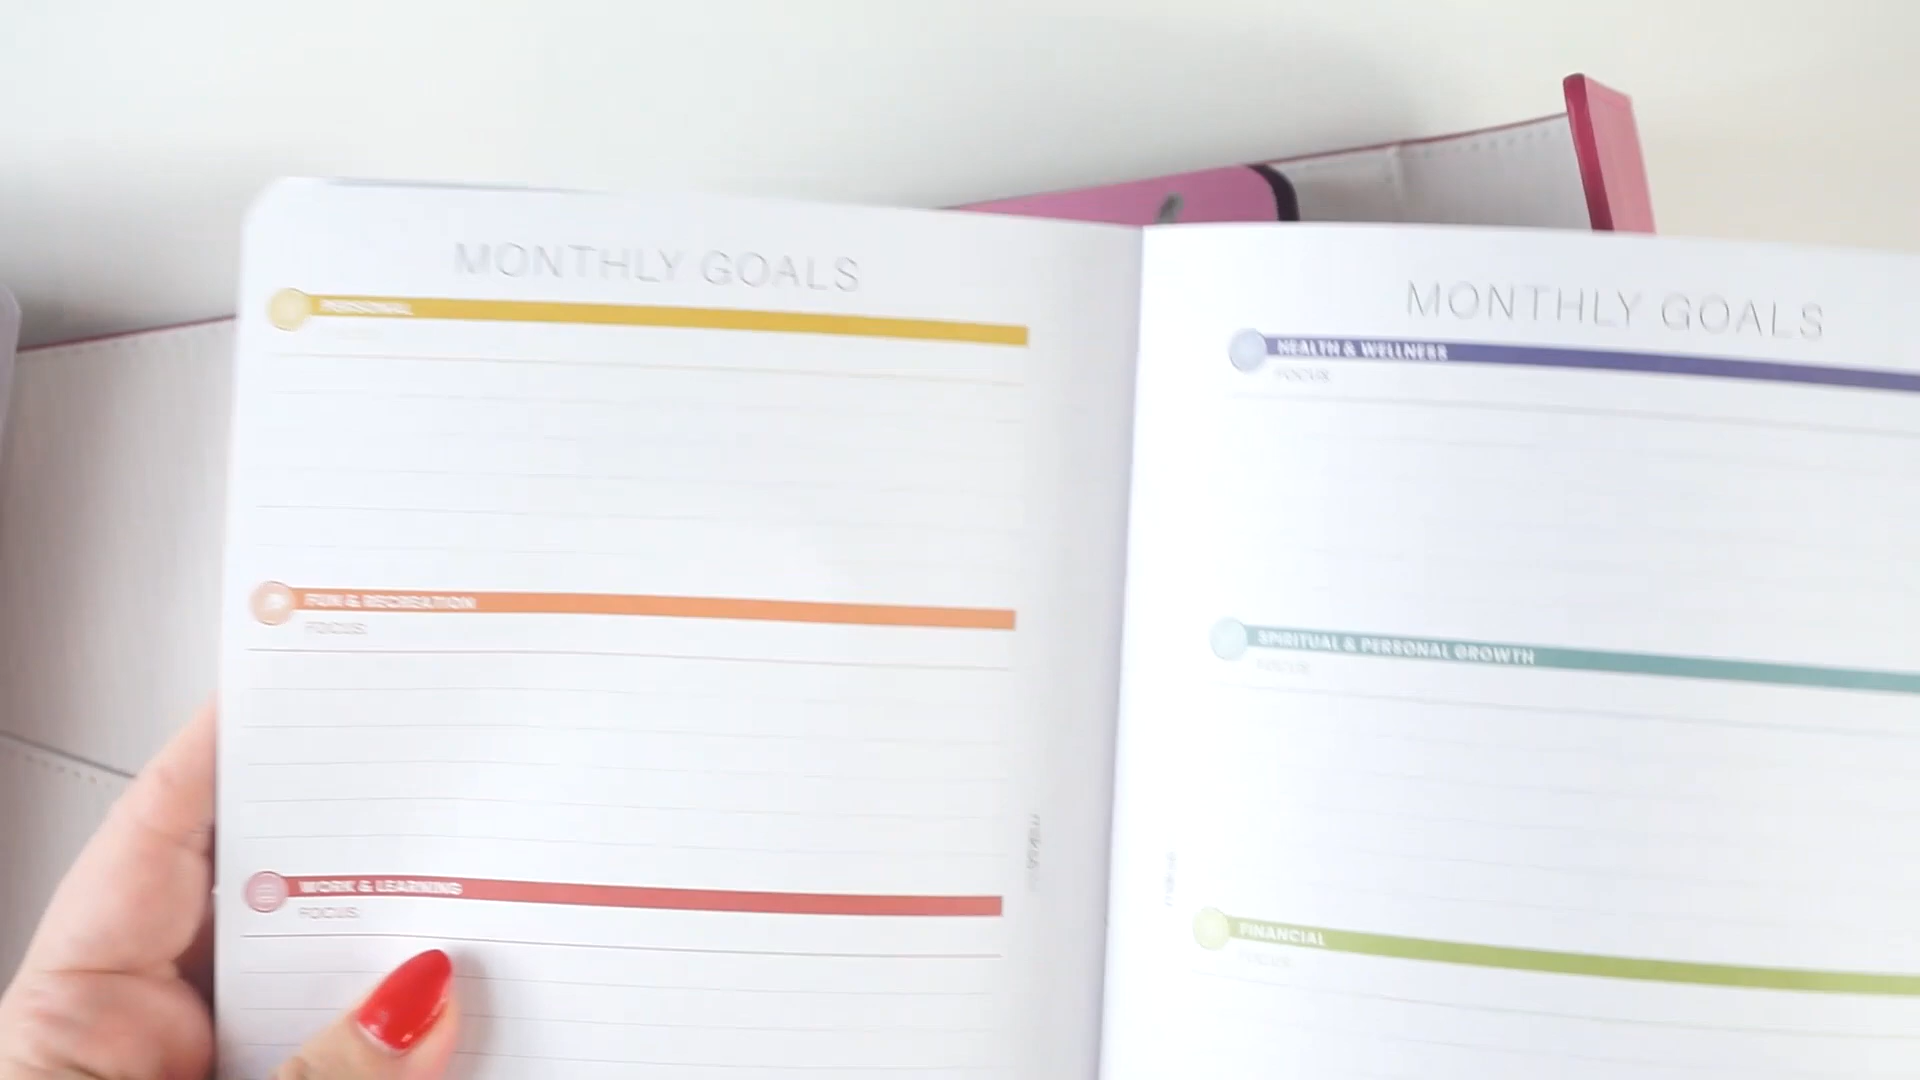 MONTHLY GOALS
PERSONAL
FUN & RECREATION
FOCUS:
WORK & LEARNING
FOCUS:
MONTHLY GOALS
HEALTH & WELLNESS
FOCUS:
SPIRITUAL & PERSONAL GROWTH
FOCUS:
FINANCIAL
FOCUS: